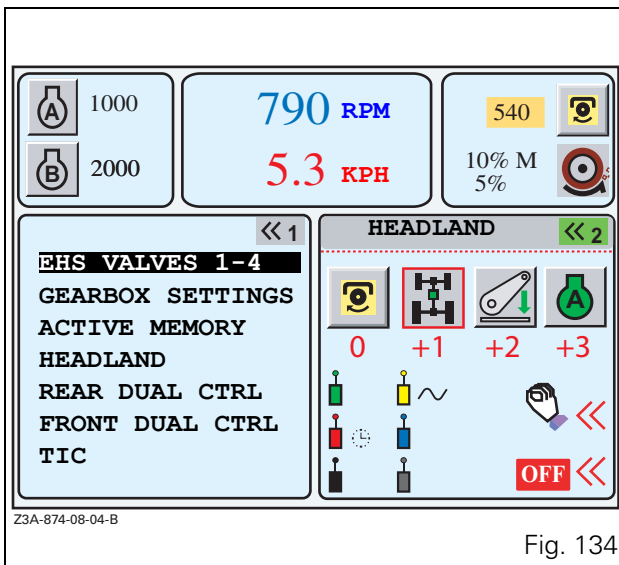 A 1000
B 2000
790 RPM
5.3 KPH
540
10% M
5%
<< 1
EHS VALVES 1-4
GEARBOX SETTINGS
ACTIVE MEMORY
HEADLAND
REAR DUAL CTRL
FRONT DUAL CTRL
TIC
HEADLAND << 2
A
0 +1 +2 +3
<<
OFF <<
Z3A-874-08-04-B
Fig. 134